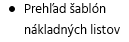 • Prehľad šablón
nákladných listov